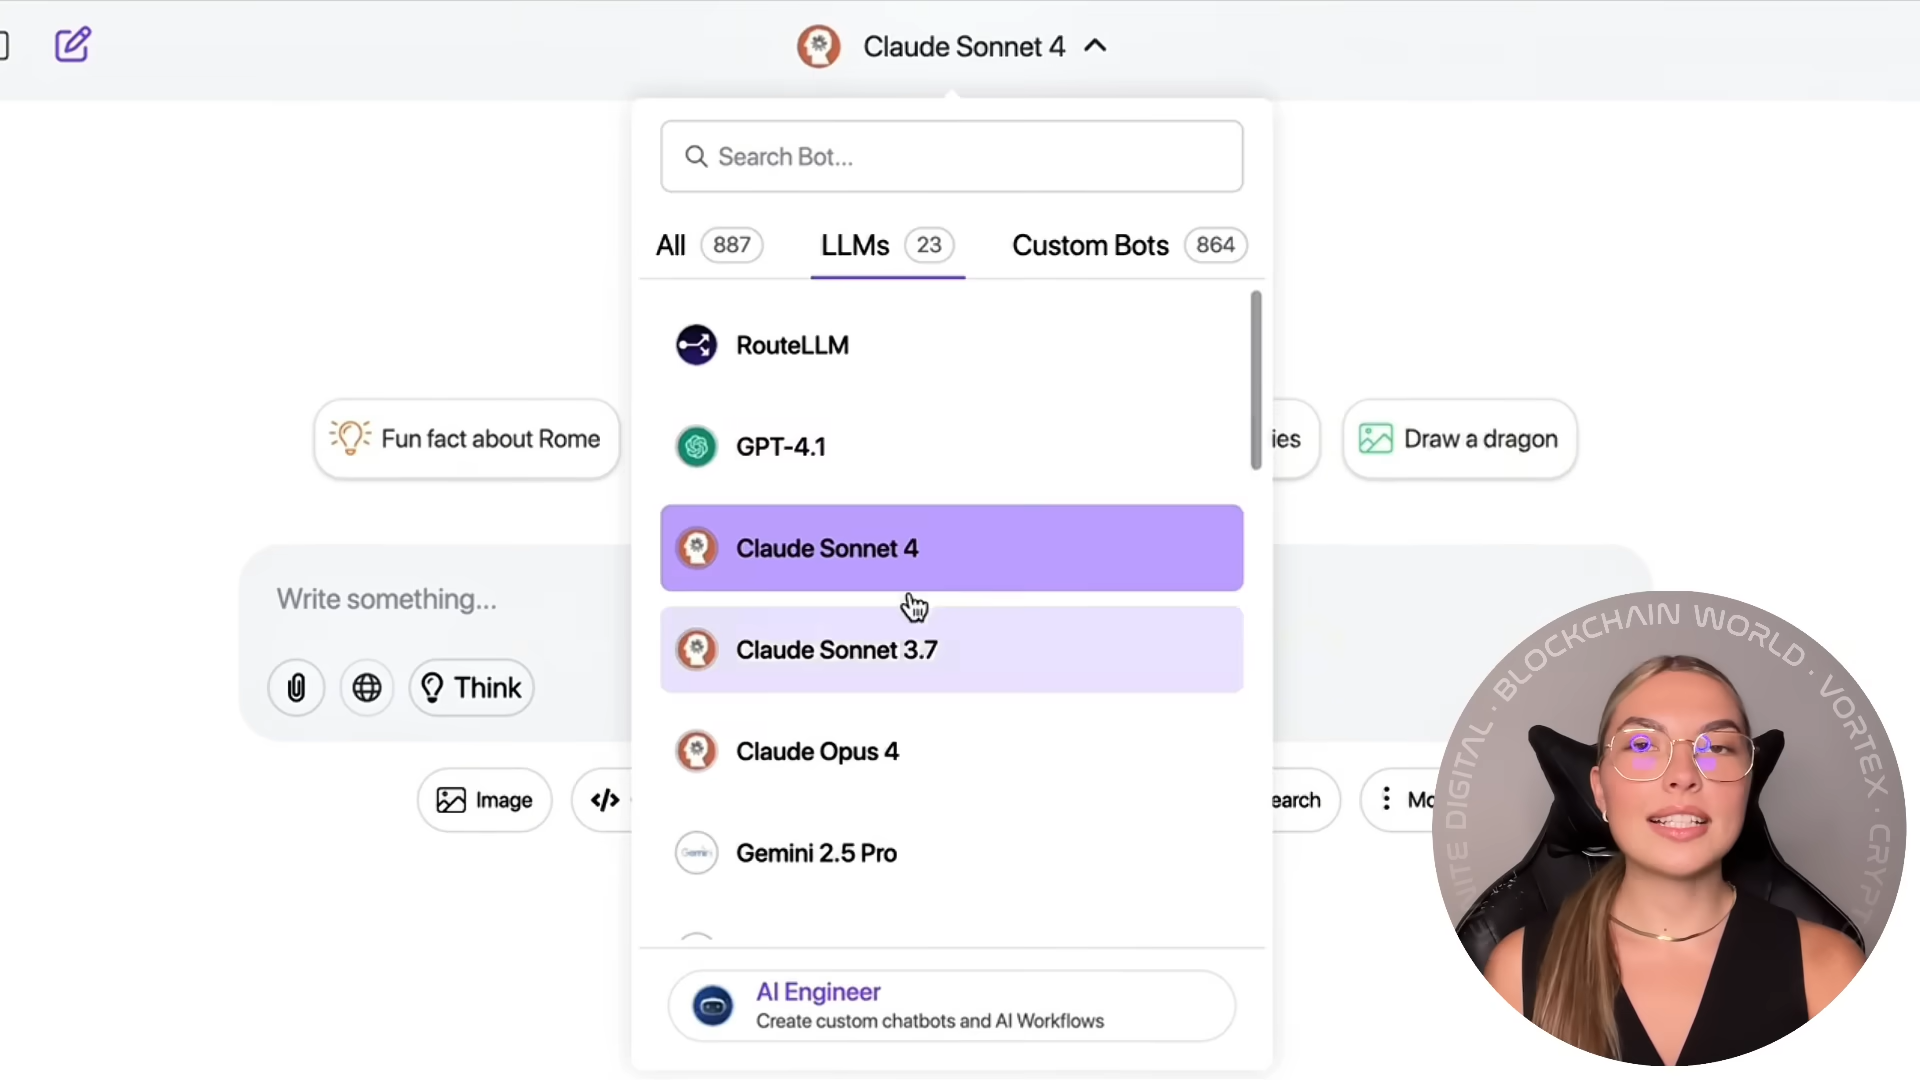 Claude Sonnet 4
Search Bot...
All 887
LLMs 23
Custom Bots 864
RouteLLM
GPT-4.1
Claude Sonnet 4
Claude Sonnet 3.7
Claude Opus 4
Gemini 2.5 Pro
AI Engineer
Create custom chatbots and AI Workflows
Fun fact about Rome
ies
Draw a dragon
Write something...
Think
Image
earch
Mo
NITE DIGITAL · BLOCKCHAIN WORLD · VORTEX · CRYPT